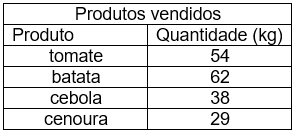 Produtos vendidos
Produto Quantidade (kg)
tomate 54
batata 62
cebola 38
cenoura 29